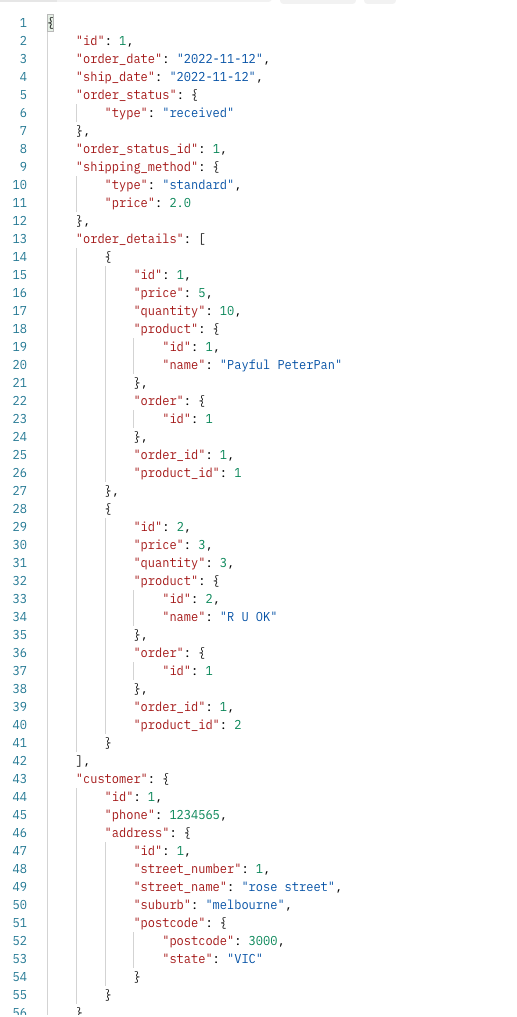 1 {
2     "id": 1,
3     "order_date": "2022-11-12",
4     "ship_date": "2022-11-12",
5     "order_status": {
6         "type": "received"
7     },
8     "order_status_id": 1,
9     "shipping_method": {
10         "type": "standard",
11         "price": 2.0
12     },
13     "order_details": [
14         {
15             "id": 1,
16             "price": 5,
17             "quantity": 10,
18             "product": {
19                 "id": 1,
20                 "name": "Payful PeterPan"
21             },
22             "order": {
23                 "id": 1
24             },
25             "order_id": 1,
26             "product_id": 1
27         },
28         {
29             "id": 2,
30             "price": 3,
31             "quantity": 3,
32             "product": {
33                 "id": 2,
34                 "name": "R U OK"
35             },
36             "order": {
37                 "id": 1
38             },
39             "order_id": 1,
40             "product_id": 2
41         }
42     ],
43     "customer": {
44         "id": 1,
45         "phone": 1234565,
46         "address": {
47             "id": 1,
48             "street_number": 1,
49             "street_name": "rose street",
50             "suburb": "melbourne",
51             "postcode": {
52                 "postcode": 3000,
53                 "state": "VIC"
54             }
55         }
56     }